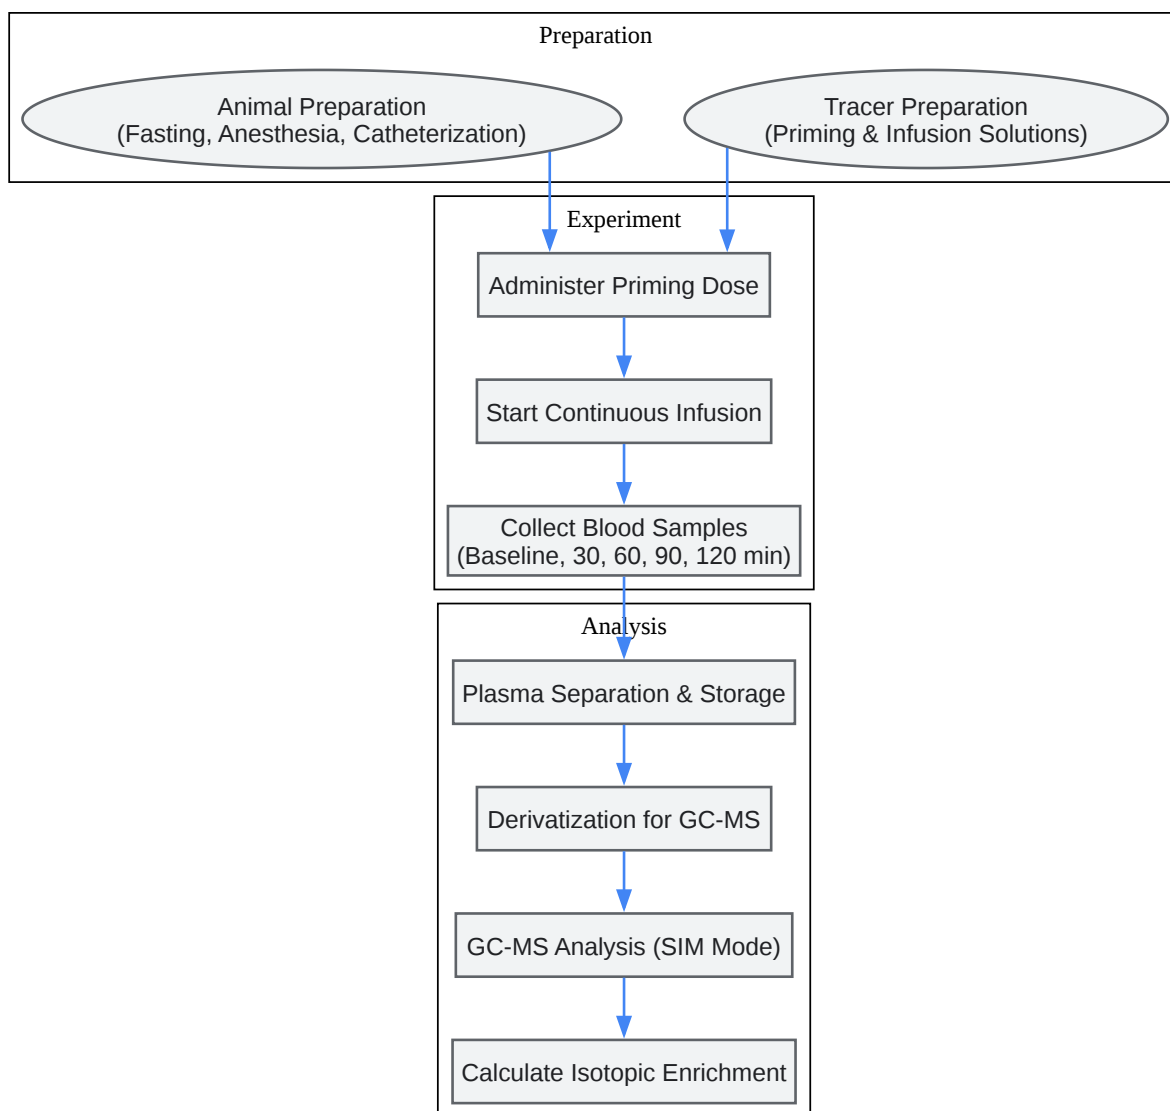 Preparation
Animal Preparation
(Fasting, Anesthesia, Catheterization)
Tracer Preparation
(Priming & Infusion Solutions)
Experiment
Administer Priming Dose
Start Continuous Infusion
Collect Blood Samples
(Baseline, 30, 60, 90, 120 min)
Analysis
Plasma Separation & Storage
Derivatization for GC-MS
GC-MS Analysis (SIM Mode)
Calculate Isotopic Enrichment